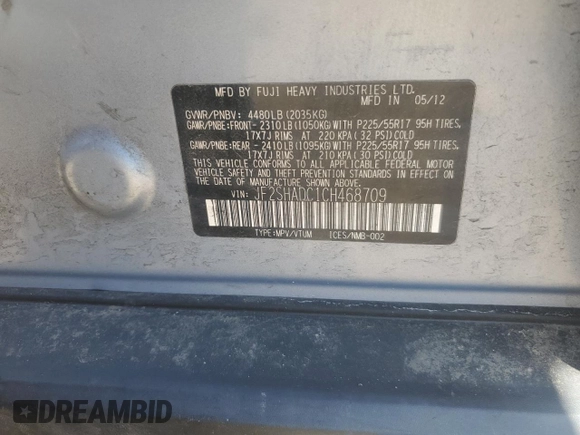 MFD BY FUJI HEAVY INDUSTRIES LTD.
MFD IN 05/12
GVWR/PNBV: 4480LB(2035KG)
GAWR/PNBE:FRONT-2310LB(1050KG)WITH P225/55R17 95H TIRES,
17X7J RIMS AT 220 KPA(32 PSI)COLD
GAWR/PNBE:REAR -2410LB(1095KG)WITH P225/55R17 95H TIRES,
17X7J RIMS AT 210 KPA(30 PSI)COLD
THIS VEHICLE CONFORMS TO ALL APPLICABLE FEDERAL MOTOR
VEHICLE SAFETY, BUMPER, AND THEFT PREVENTION STANDARDS
IN EFFECT ON THE DATE OF MANUFACTURE SHOWN ABOVE.
VIN: JF2SHADC1CH468709
TYPE:MPV/VTUM ICES/NMB-002
DREAMBID